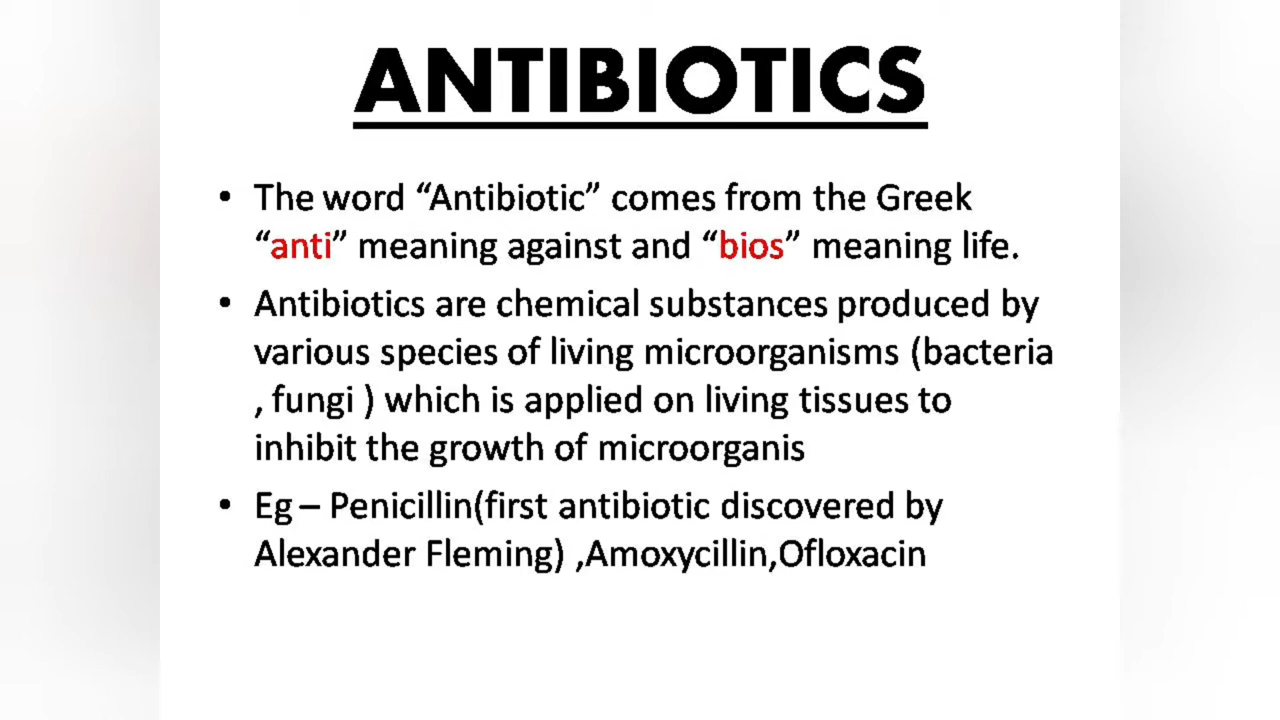 ANTIBIOTICS
• The word “Antibiotic” comes from the Greek
“anti” meaning against and “bios” meaning life.
• Antibiotics are chemical substances produced by
various species of living microorganisms (bacteria
, fungi ) which is applied on living tissues to
inhibit the growth of microorganis
• Eg – Penicillin(first antibiotic discovered by
Alexander Fleming) ,Amoxycillin,Ofloxacin